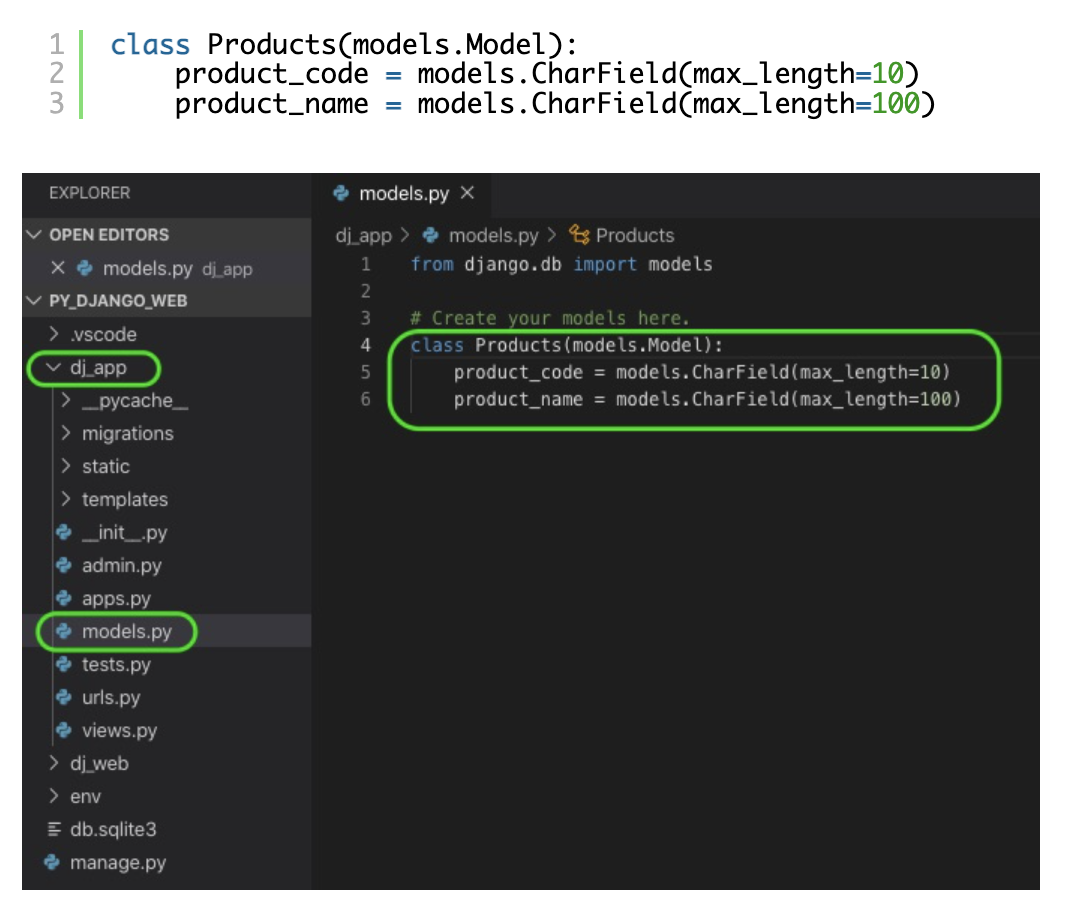 1 class Products(models.Model):
2     product_code = models.CharField(max_length=10)
3     product_name = models.CharField(max_length=100)
EXPLORER
OPEN EDITORS
models.py dj_app
PY_DJANGO_WEB
.vscode
dj_app
__pycache__
migrations
static
templates
__init__.py
admin.py
apps.py
models.py
tests.py
urls.py
views.py
dj_web
env
db.sqlite3
manage.py
models.py
dj_app > models.py > Products
1 from django.db import models
2
3 # Create your models here.
4 class Products(models.Model):
5     product_code = models.CharField(max_length=10)
6     product_name = models.CharField(max_length=100)